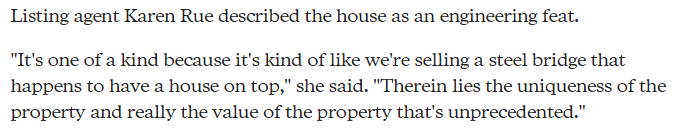 Listing agent Karen Rue described the house as an engineering feat.
"It's one of a kind because it's kind of like we're selling a steel bridge that
happens to have a house on top," she said. "Therein lies the uniqueness of the
property and really the value of the property that's unprecedented."